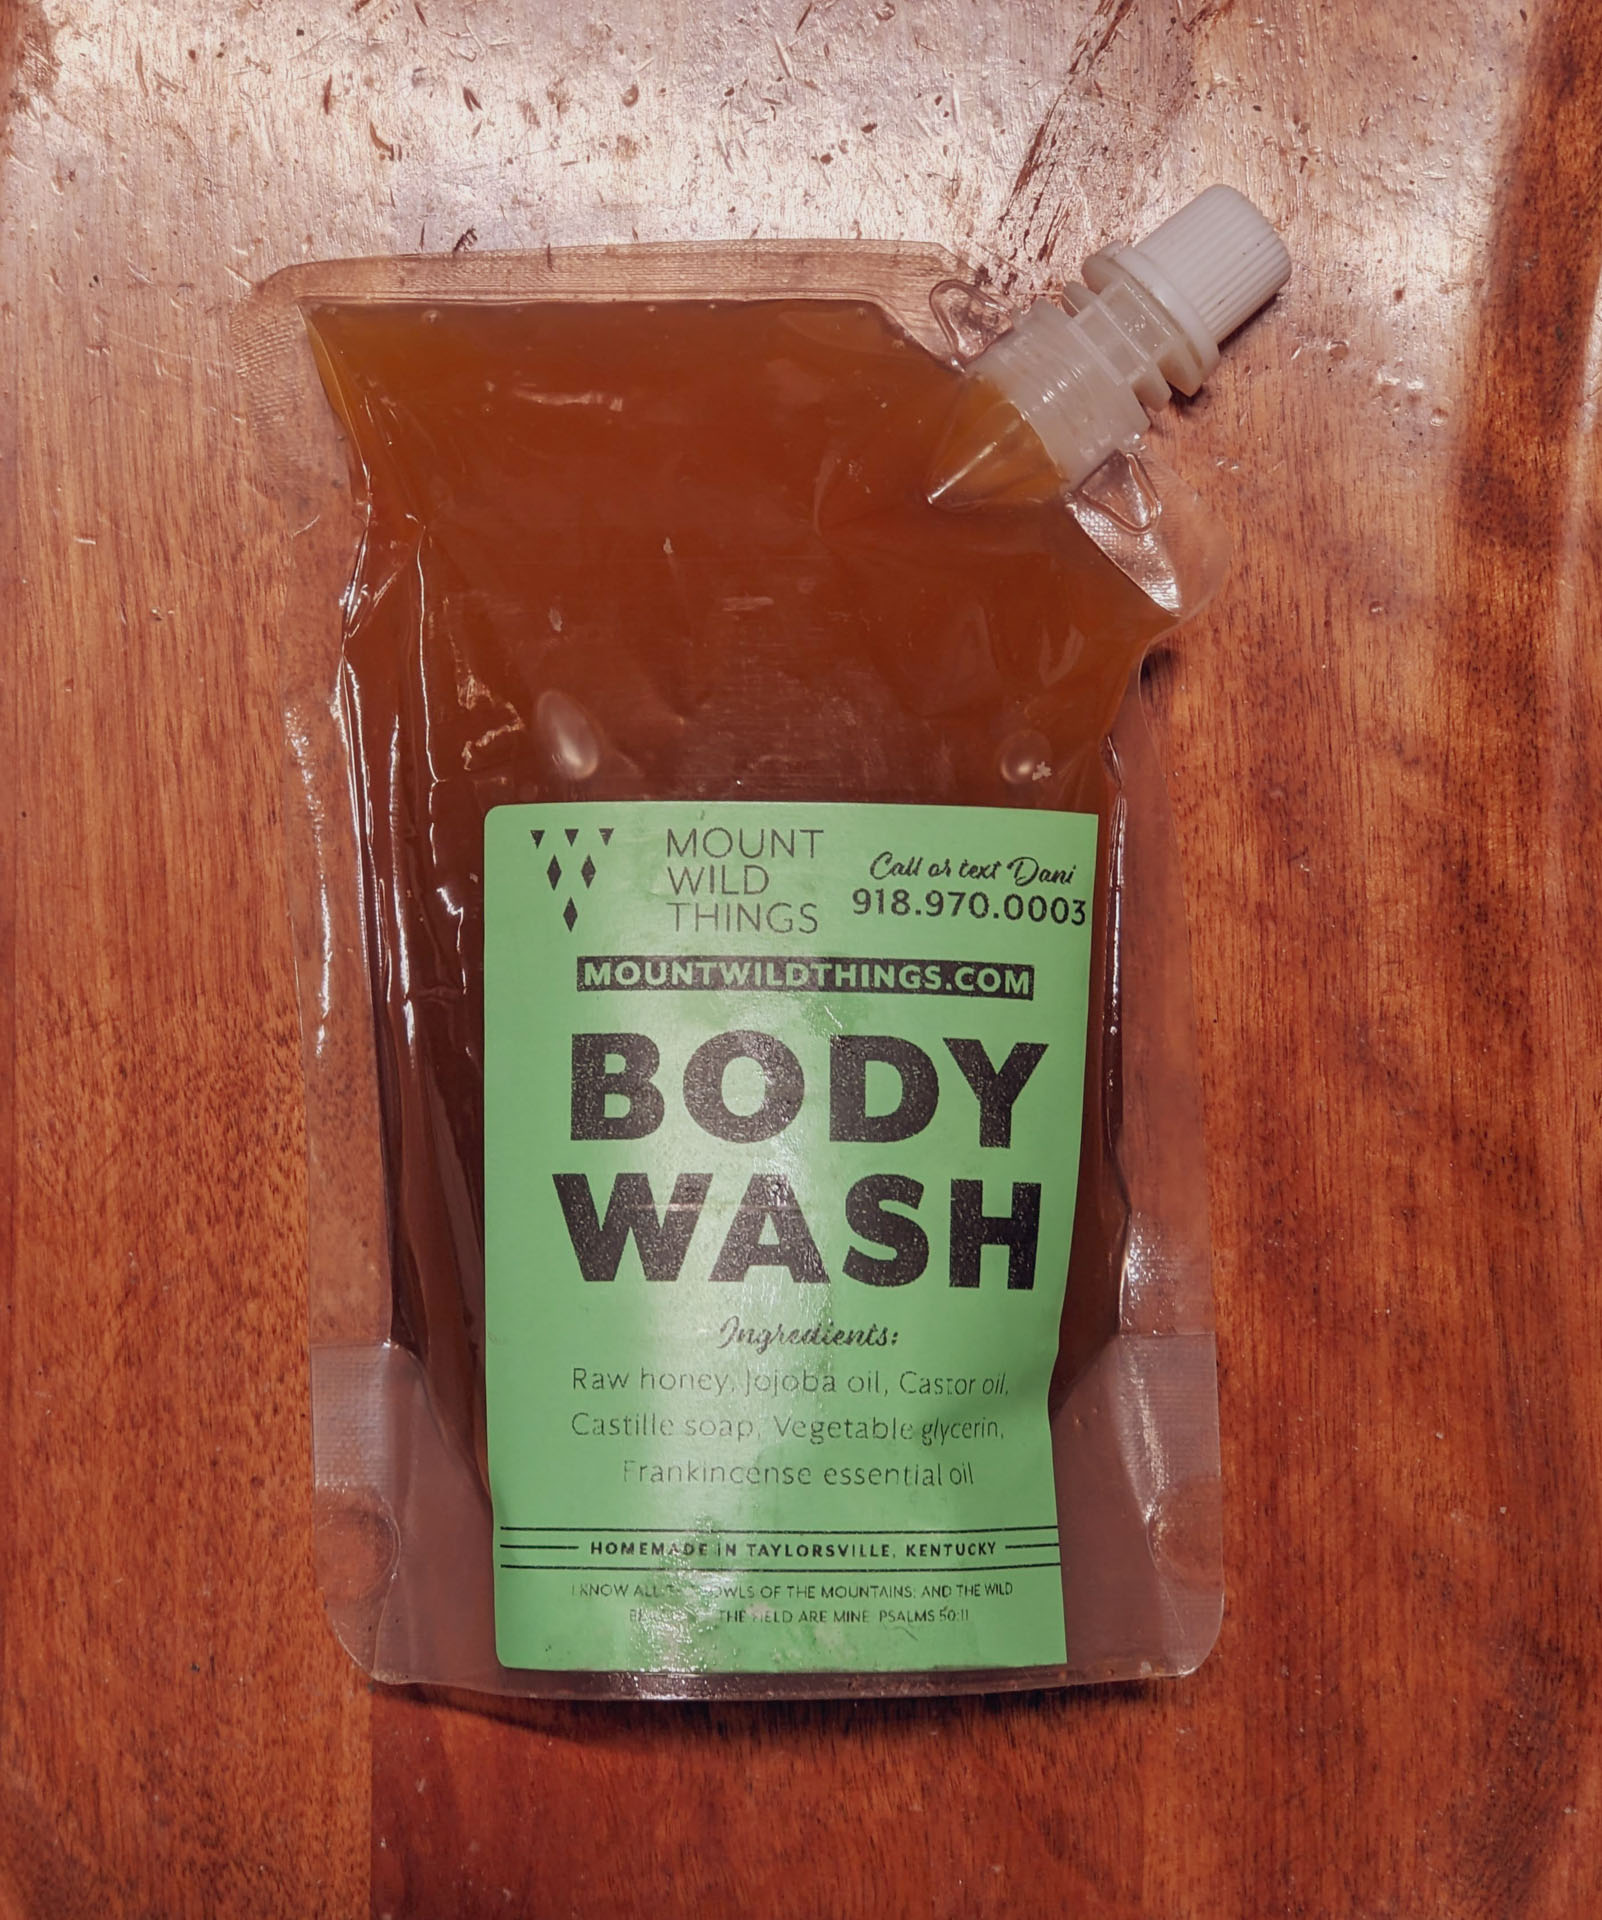 MOUNT
WILD
THINGS
Call or text Dani
918.970.0003
MOUNTWILDTHINGS.COM
BODY
WASH
Ingredients:
Raw honey, Jojoba oil, Castor oil,
Castille soap, Vegetable glycerin,
Frankincense essential oil
HOMEMADE IN TAYLORSVILLE, KENTUCKY
I KNOW ALL OF THE MOUNTAINS; AND THE WILD
THE FIELD ARE MINE. PSALMS 50:11